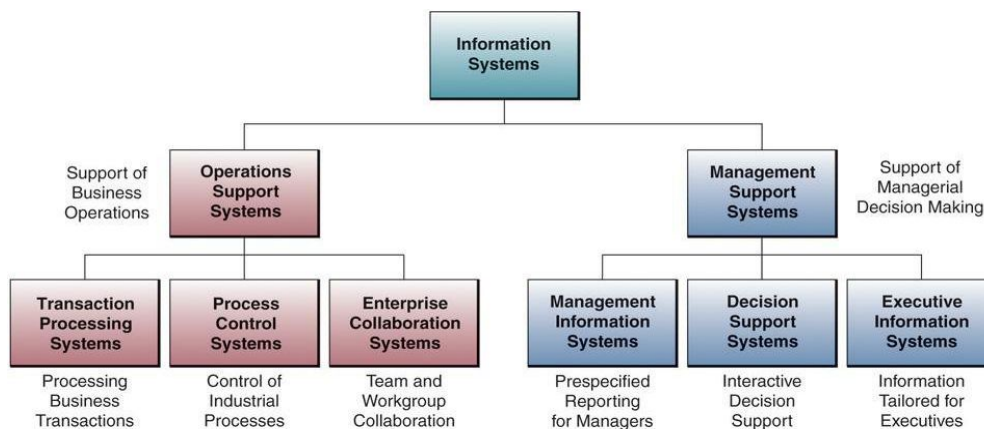 Information
Systems
Support of
Business
Operations
Operations
Support
Systems
Management
Support
Systems
Support of
Managerial
Decision Making
Transaction
Processing
Systems
Process
Control
Systems
Enterprise
Collaboration
Systems
Management
Information
Systems
Decision
Support
Systems
Executive
Information
Systems
Processing
Business
Transactions
Control of
Industrial
Processes
Team and
Workgroup
Collaboration
Prespecified
Reporting
for Managers
Interactive
Decision
Support
Information
Tailored for
Executives